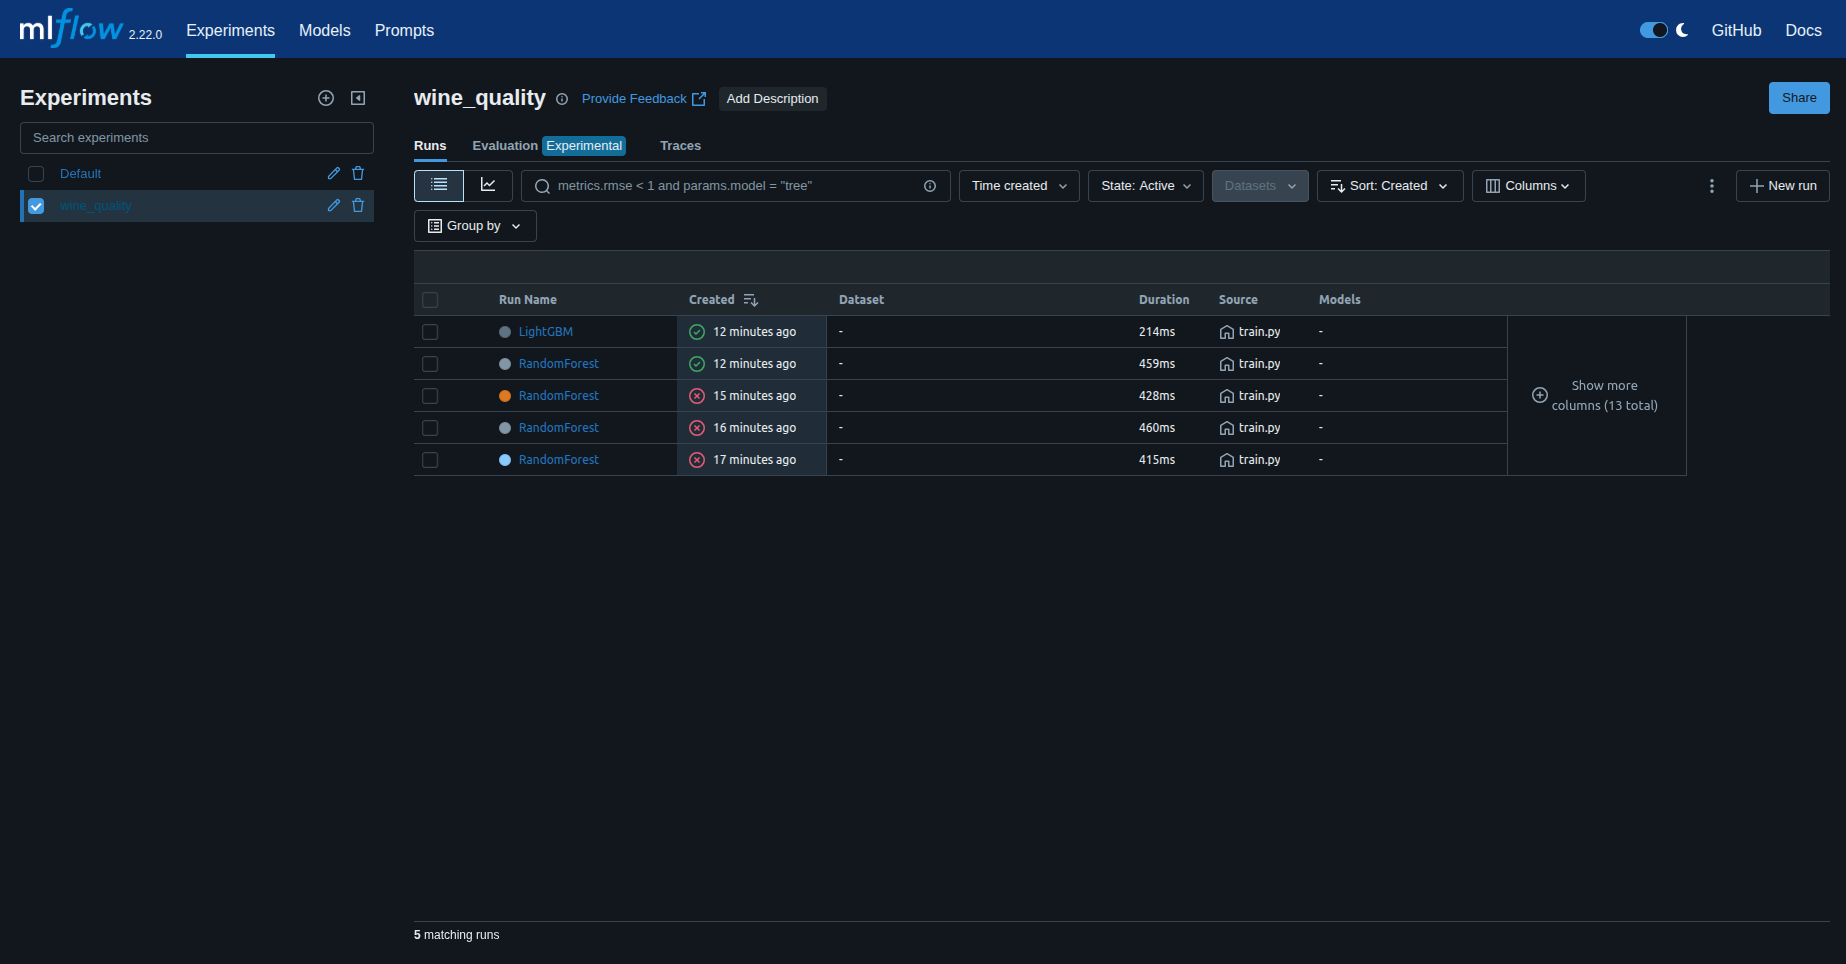 mlflow 2.22.0 Experiments Models Prompts GitHub Docs
Experiments
Search experiments
Default
wine_quality
wine_quality Provide Feedback Add Description Share
Runs Evaluation Experimental Traces
metrics.rmse < 1 and params.model = "tree" Time created State: Active Datasets Sort: Created Columns New run
Group by
Run Name Created Dataset Duration Source Models
LightGBM 12 minutes ago - 214ms train.py -
RandomForest 12 minutes ago - 459ms train.py -
RandomForest 15 minutes ago - 428ms train.py -
RandomForest 16 minutes ago - 460ms train.py -
RandomForest 17 minutes ago - 415ms train.py -
Show more
columns (13 total)
5 matching runs